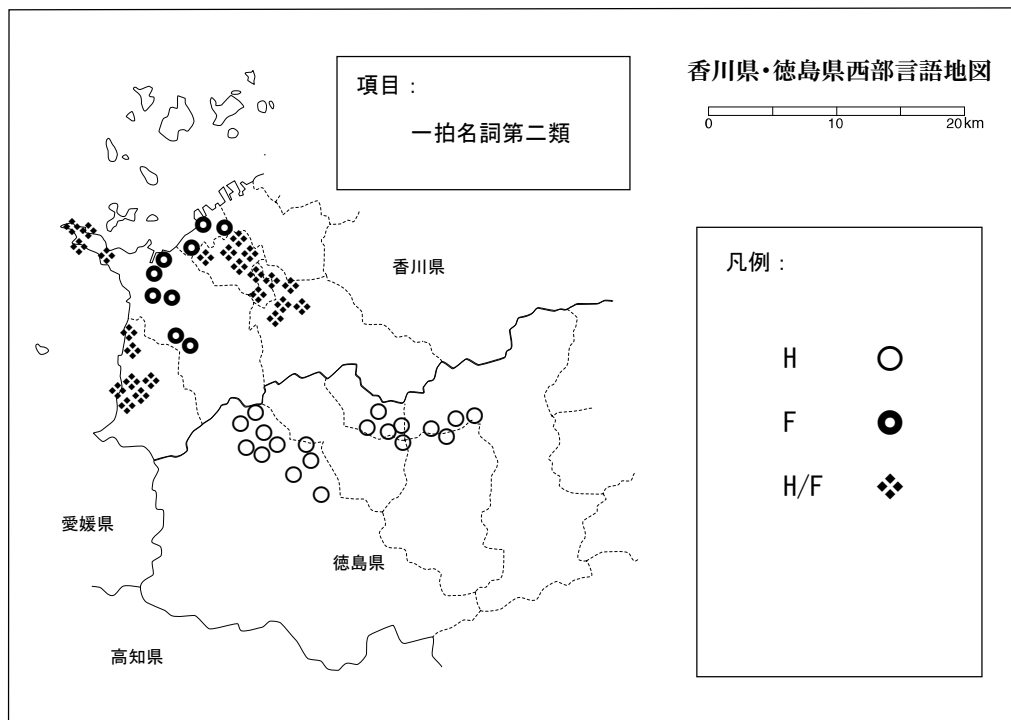 香川県・徳島県西部言語地図
0 10 20km
項目：
一拍名詞第二類
凡例：
H
F
H/F
香川県
愛媛県
徳島県
高知県